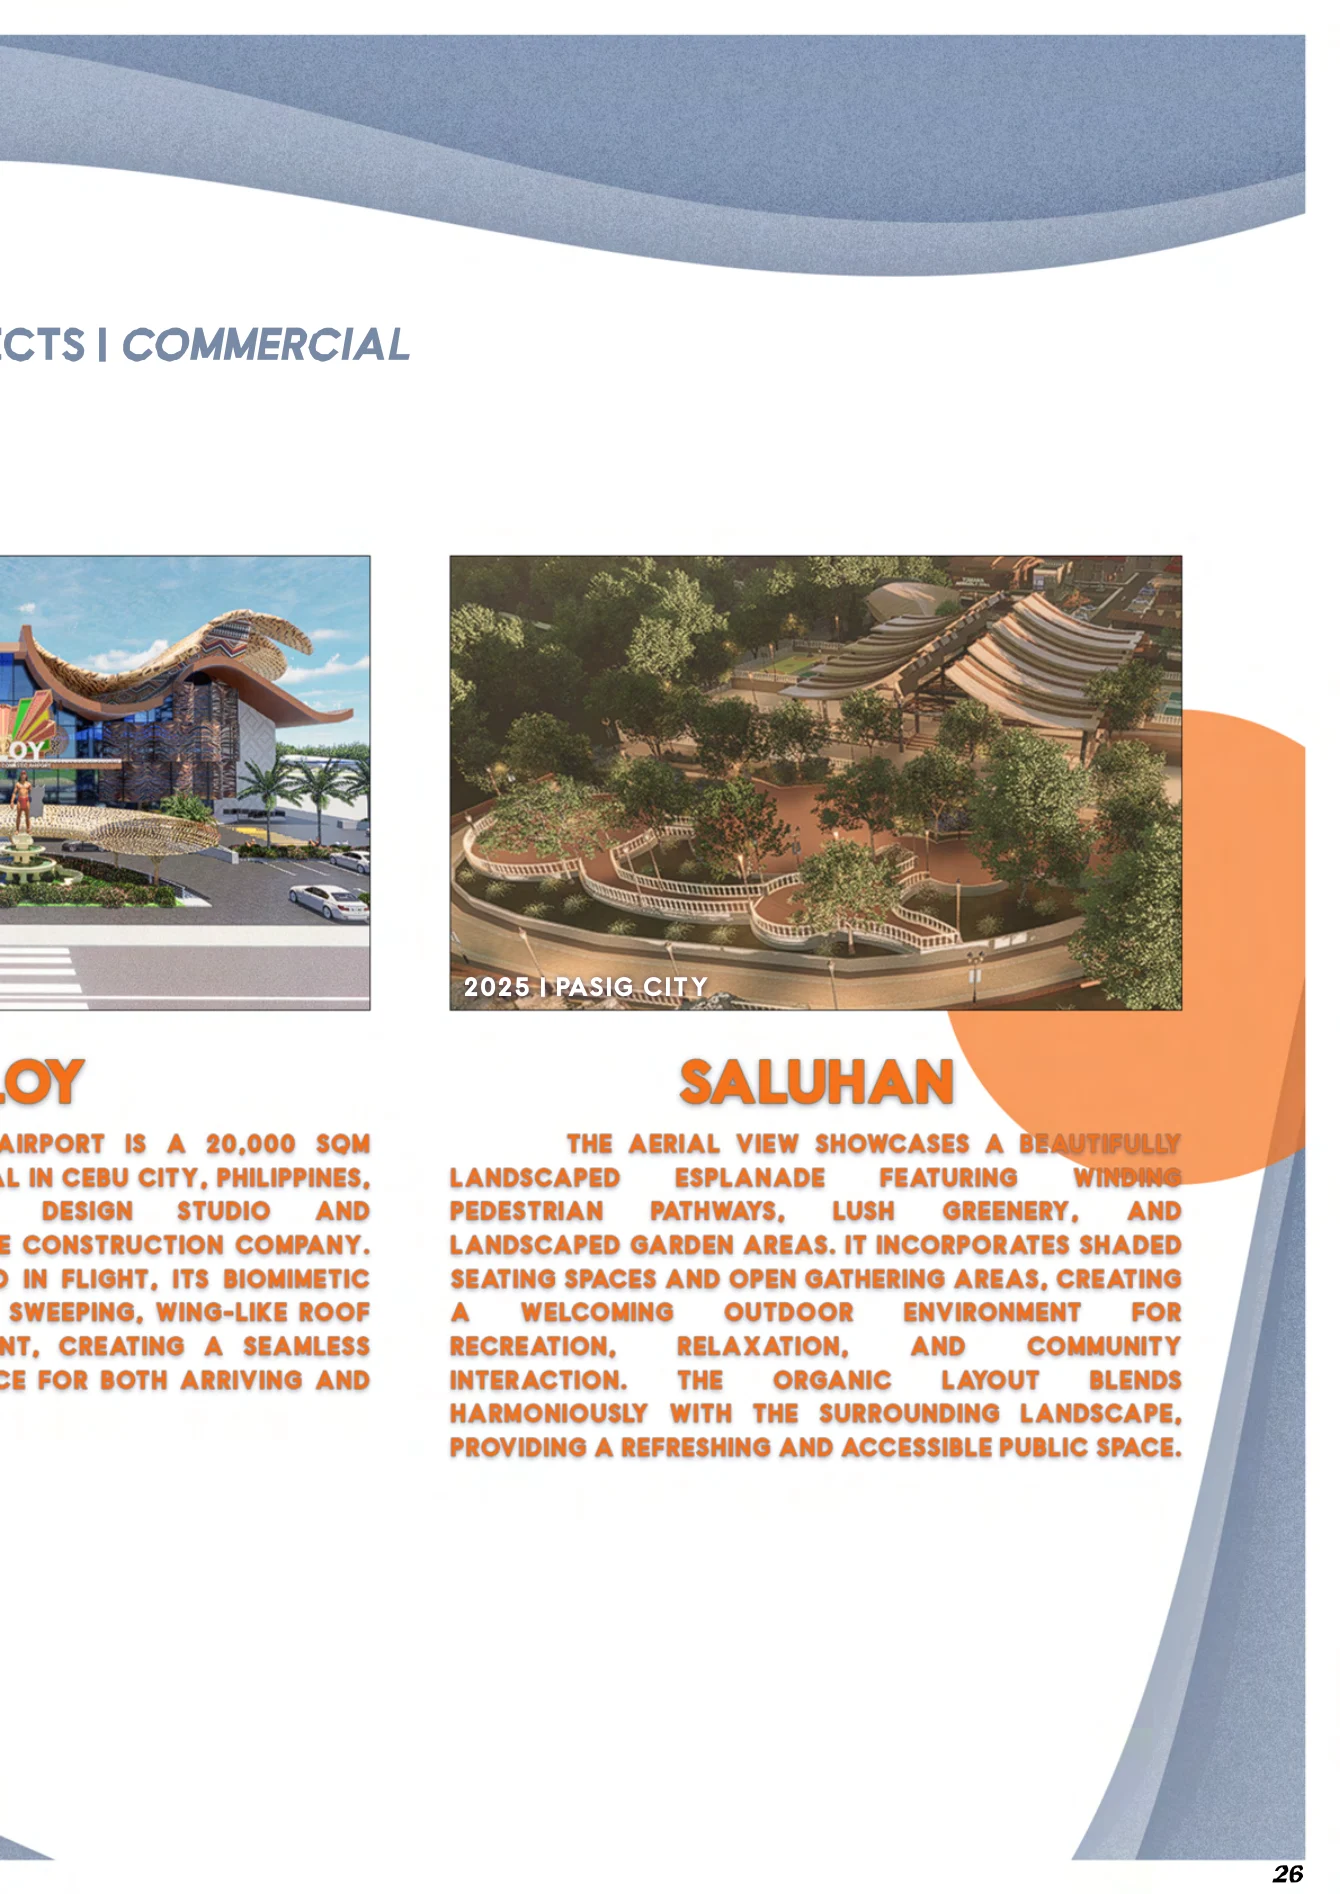 ECTS | COMMERCIAL
OY
2025 | PASIG CITY
LOY
AIRPORT IS A 20,000 SQM
AL IN CEBU CITY, PHILIPPINES,
DESIGN STUDIO AND
E CONSTRUCTION COMPANY.
D IN FLIGHT, ITS BIOMIMETIC
SWEEPING, WING-LIKE ROOF
NT, CREATING A SEAMLESS
CE FOR BOTH ARRIVING AND
SALUHAN
THE AERIAL VIEW SHOWCASES A BEAUTIFULLY
LANDSCAPED ESPLANADE FEATURING WINDING
PEDESTRIAN PATHWAYS, LUSH GREENERY, AND
LANDSCAPED GARDEN AREAS. IT INCORPORATES SHADED
SEATING SPACES AND OPEN GATHERING AREAS, CREATING
A WELCOMING OUTDOOR ENVIRONMENT FOR
RECREATION, RELAXATION, AND COMMUNITY
INTERACTION. THE ORGANIC LAYOUT BLENDS
HARMONIOUSLY WITH THE SURROUNDING LANDSCAPE,
PROVIDING A REFRESHING AND ACCESSIBLE PUBLIC SPACE.
26